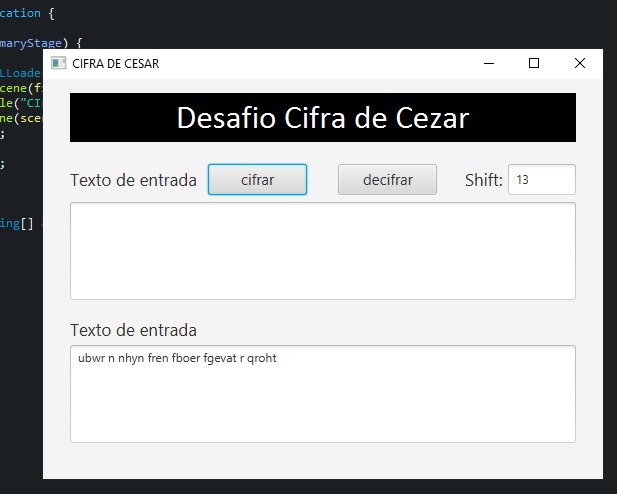 cation {
maryStage) {
CIFRA DE CESAR
LLoade
cene(f
le("CI
ne(scen
;
;
ing[]
Desafio Cifra de Cezar
Texto de entrada cifrar decifrar Shift: 13
Texto de entrada
ubwr n nhyn fren fboer fgevat r qroht